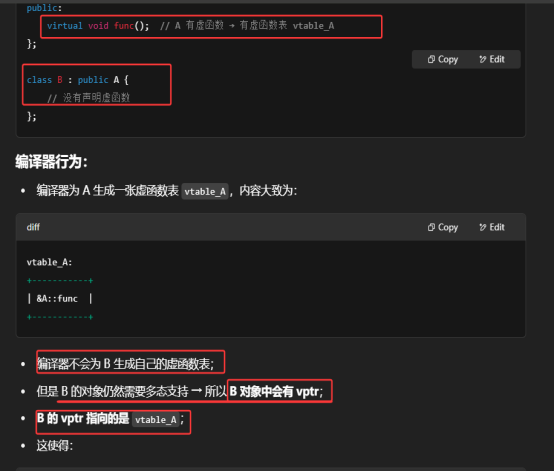 public:
virtual void func();  // A 有虚函数 → 有虚函数表 vtable_A
};
Copy Edit
class B : public A {
// 没有声明虚函数
};
编译器行为:
• 编译器为 A 生成一张虚函数表 vtable_A，内容大致为:
diff
Copy Edit
vtable_A:
+-----------+
| &A::func  |
+-----------+
• 编译器不会为 B 生成自己的虚函数表;
• 但是 B 的对象仍然需要多态支持 → 所以 B 对象中会有 vptr;
• B 的 vptr 指向的是 vtable_A;
• 这使得: